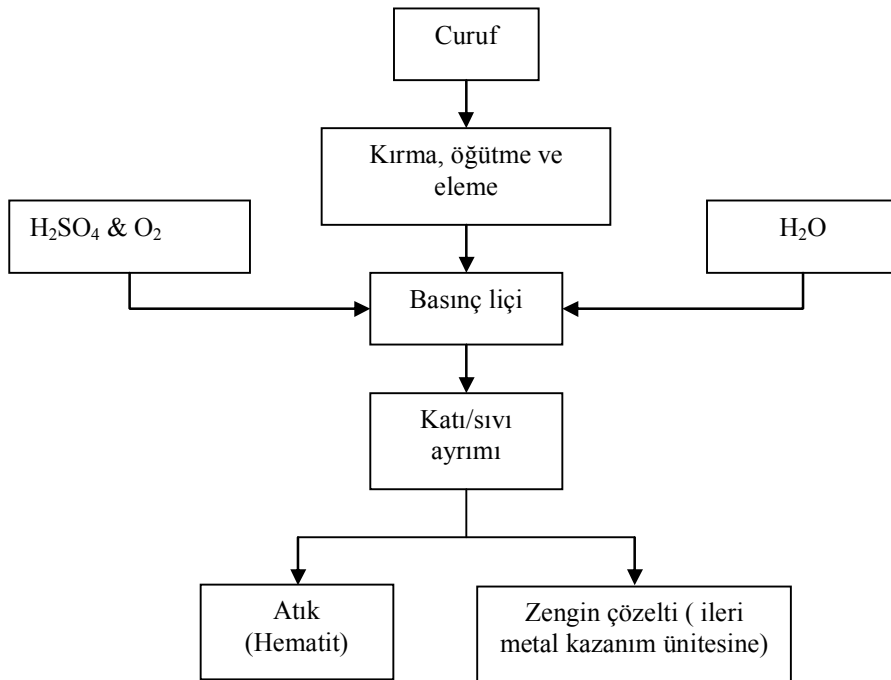 Curuf
Kırma, öğütme ve
eleme
H₂SO₄ & O₂
H₂O
Basınç liçi
Katı/sıvı
ayrımı
Atık
(Hematit)
Zengin çözelti ( ileri
metal kazanım ünitesine)